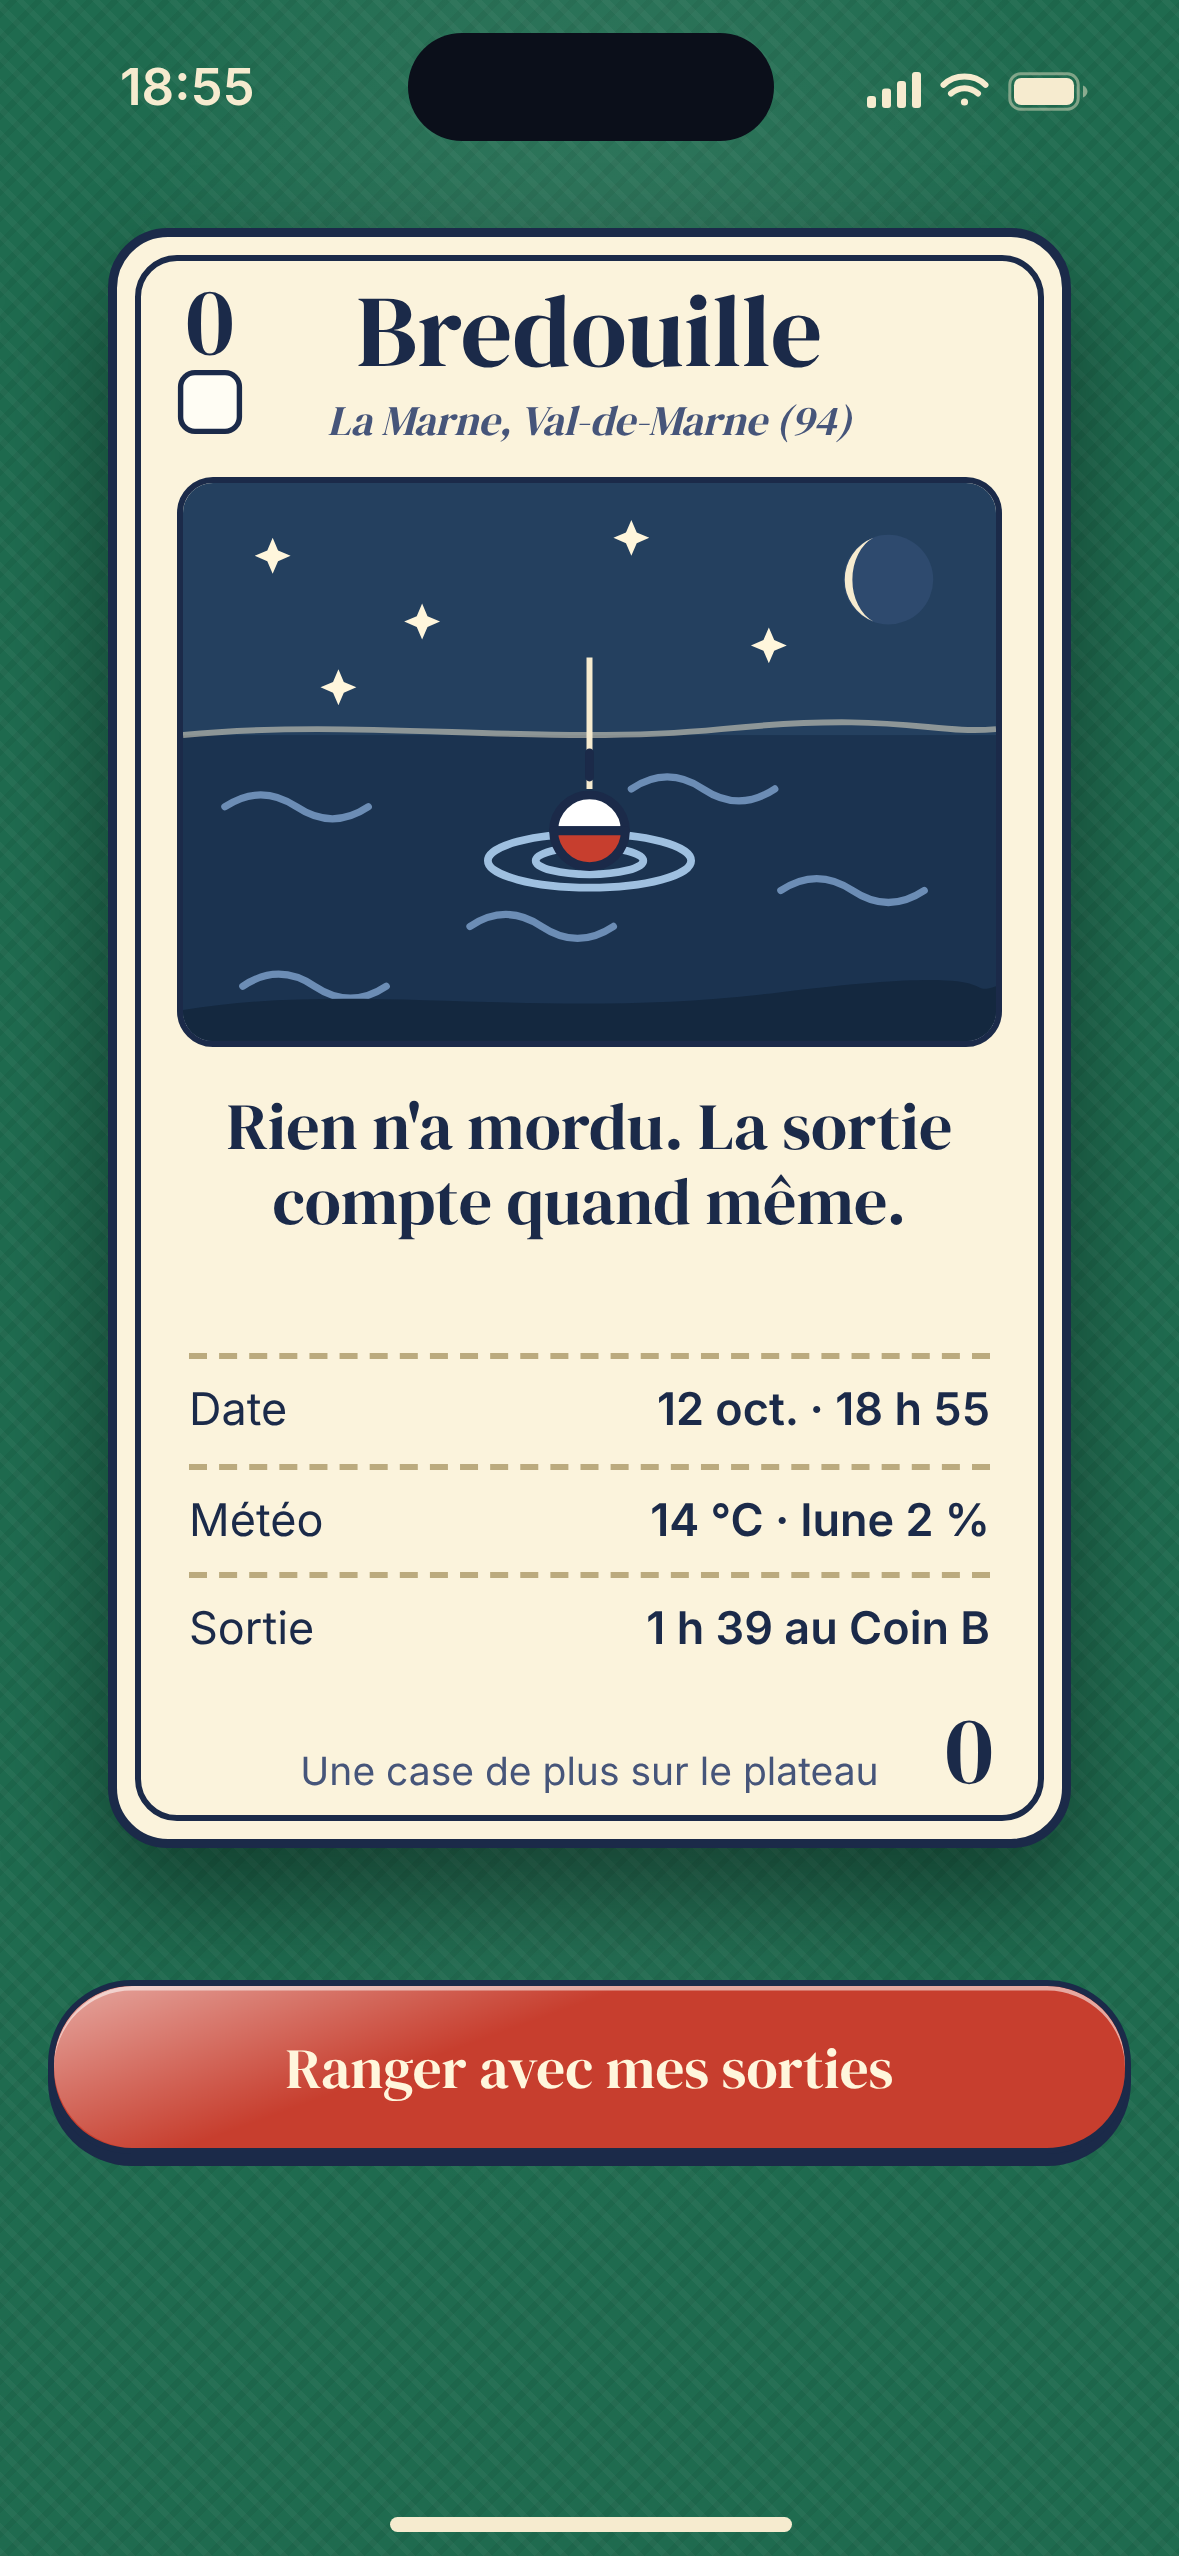 18:55
0
Bredouille
La Marne, Val-de-Marne (94)
Rien n'a mordu. La sortie
compte quand même.
Date 12 oct. · 18 h 55
Météo 14 °C · lune 2 %
Sortie 1 h 39 au Coin B
Une case de plus sur le plateau
0
Ranger avec mes sorties